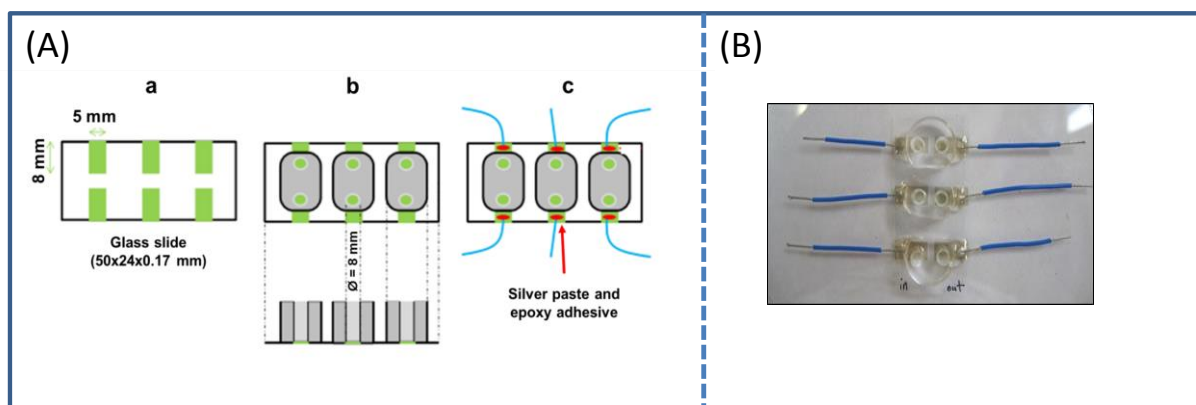 (A)
a
b
c
5 mm
8 mm
Glass slide
(50x24x0.17 mm)
Ø = 8 mm
Silver paste and
epoxy adhesive
(B)
in
out